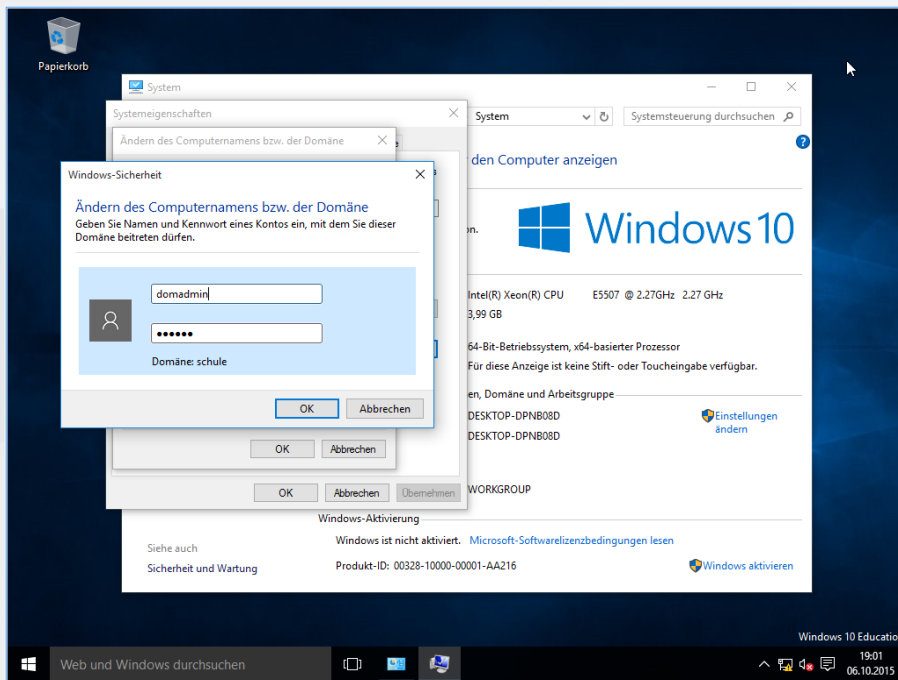 Papierkorb
System
Systemeigenschaften
System
Systemsteuerung durchsuchen
Ändern des Computernamens bzw. der Domäne
den Computer anzeigen
Windows-Sicherheit
Ändern des Computernamens bzw. der Domäne
Geben Sie Namen und Kennwort eines Kontos ein, mit dem Sie dieser
Domäne beitreten dürfen.
on.
Windows 10
domadmin
••••••
Domäne: schule
OK
Abbrechen
Intel(R) Xeon(R) CPU E5507 @ 2.27GHz 2.27 GHz
3,99 GB
64-Bit-Betriebssystem, x64-basierter Prozessor
Für diese Anzeige ist keine Stift- oder Toucheingabe verfügbar.
en, Domäne und Arbeitsgruppe
DESKTOP-DPNB08D
Einstellungen
ändern
DESKTOP-DPNB08D
OK
Abbrechen
OK
Abbrechen
Übernehmen
WORKGROUP
Windows-Aktivierung
Windows ist nicht aktiviert. Microsoft-Softwarelizenzbedingungen lesen
Siehe auch
Sicherheit und Wartung
Produkt-ID: 00328-10000-00001-AA216
Windows aktivieren
Windows 10 Educatio
Web und Windows durchsuchen
19:01
06.10.2015